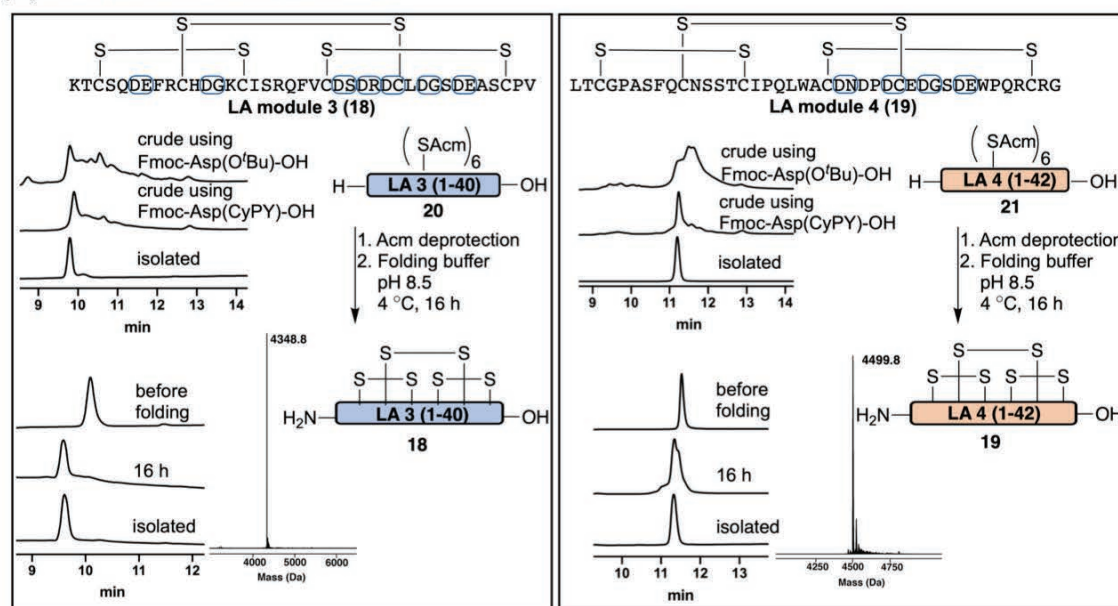 S S
S S S S
KTCSQDEFRCHDGKCISRQFVCDSDRDCLDGSDEASCPV
LA module 3 (18)
crude using
Fmoc-Asp(OᵗBu)-OH
crude using
Fmoc-Asp(CyPY)-OH
isolated
9 10 11 12 13 14
min
(SAcm)6
H LA 3 (1-40) OH
20
1. Acm deprotection
2. Folding buffer
pH 8.5
4 °C, 16 h
before
folding
16 h
isolated
9 10 11 12
min
4348.8
4000 5000 6000
Mass (Da)
S S
S S S S
H₂N LA 3 (1-40) OH
18
S S
S S S S
LTCGPASFQCNSSTCIPQLWACDNDPDCEDGSDEWPQRCRG
LA module 4 (19)
crude using
Fmoc-Asp(OᵗBu)-OH
crude using
Fmoc-Asp(CyPY)-OH
isolated
9 10 11 12 13 14
min
(SAcm)6
H LA 4 (1-42) OH
21
1. Acm deprotection
2. Folding buffer
pH 8.5
4 °C, 16 h
before
folding
16 h
isolated
10 11 12 13
min
4499.8
4250 4500 4750
Mass (Da)
S S
S S S S
H₂N LA 4 (1-42) OH
19